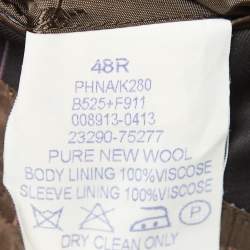 48R
PHNA/K280
B525+F911
008913-0413
23290-75277
PURE NEW WOOL
BODY LINING 100%VISCOSE
SLEEVE LINING 100%VISCOSE
P
DRY CLEAN ONLY